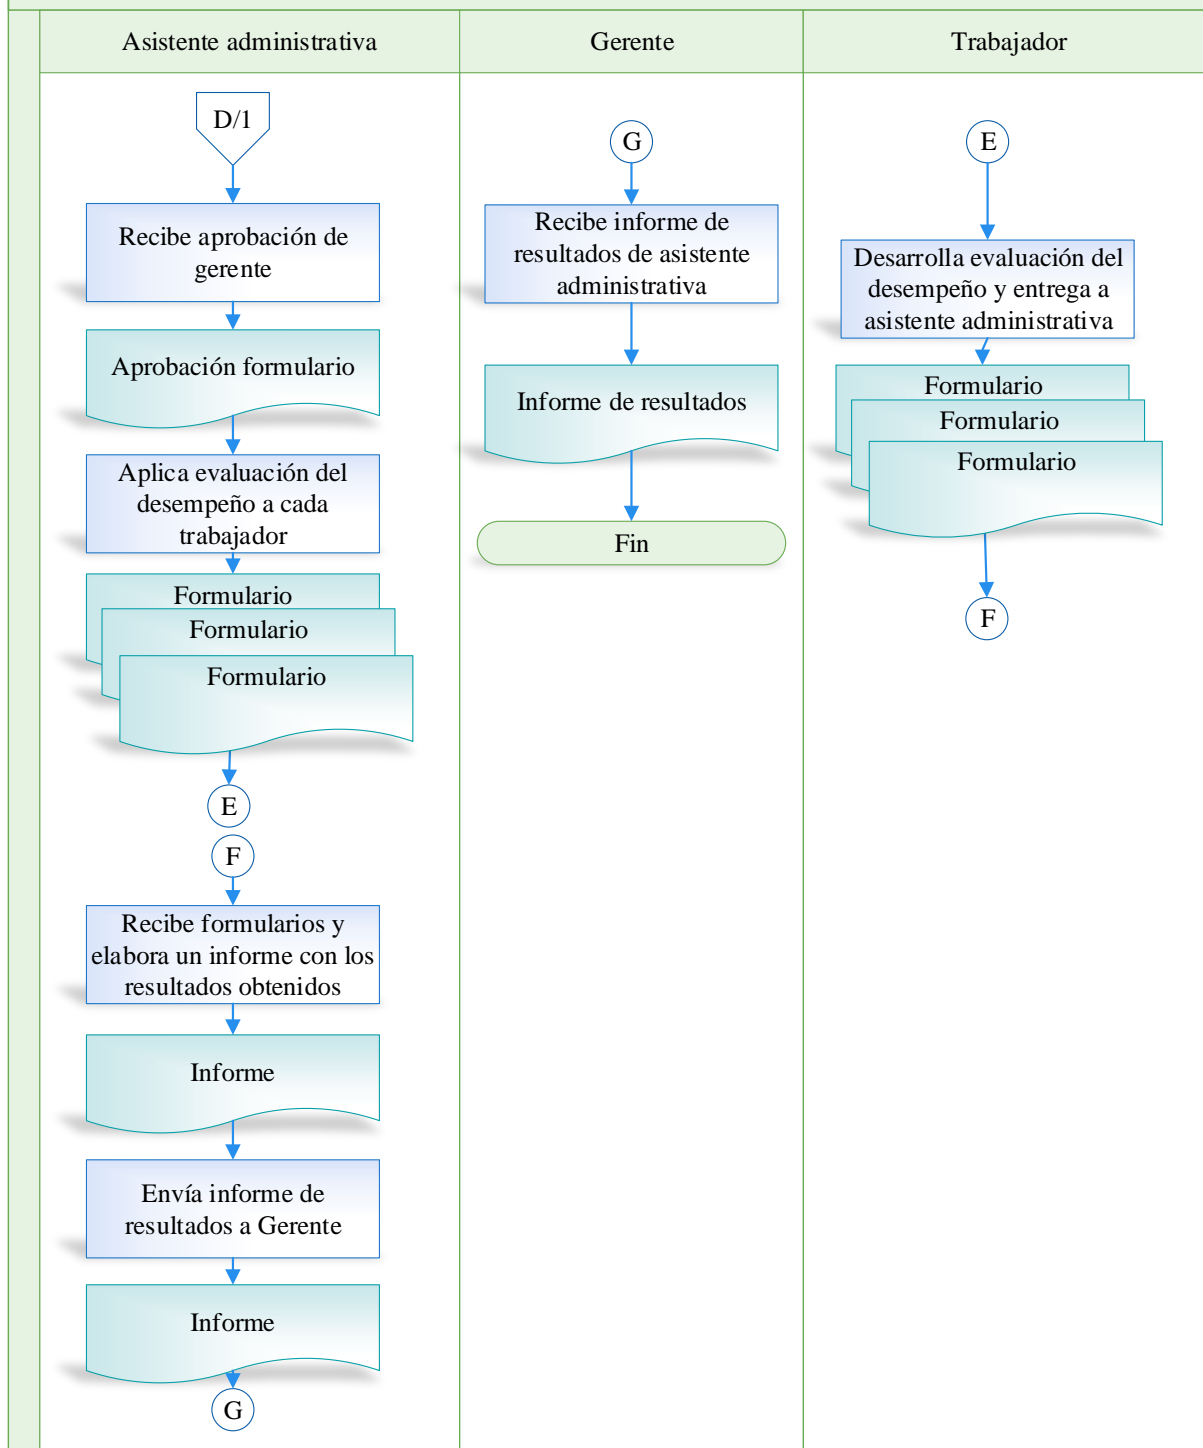 Asistente administrativa
Gerente
Trabajador
D/1
Recibe aprobación de
gerente
Aprobación formulario
Aplica evaluación del
desempeño a cada
trabajador
Formulario
Formulario
Formulario
E
F
Recibe formularios y
elabora un informe con los
resultados obtenidos
Informe
Envía informe de
resultados a Gerente
Informe
G
G
Recibe informe de
resultados de asistente
administrativa
Informe de resultados
Fin
E
Desarrolla evaluación del
desempeño y entrega a
asistente administrativa
Formulario
Formulario
Formulario
F